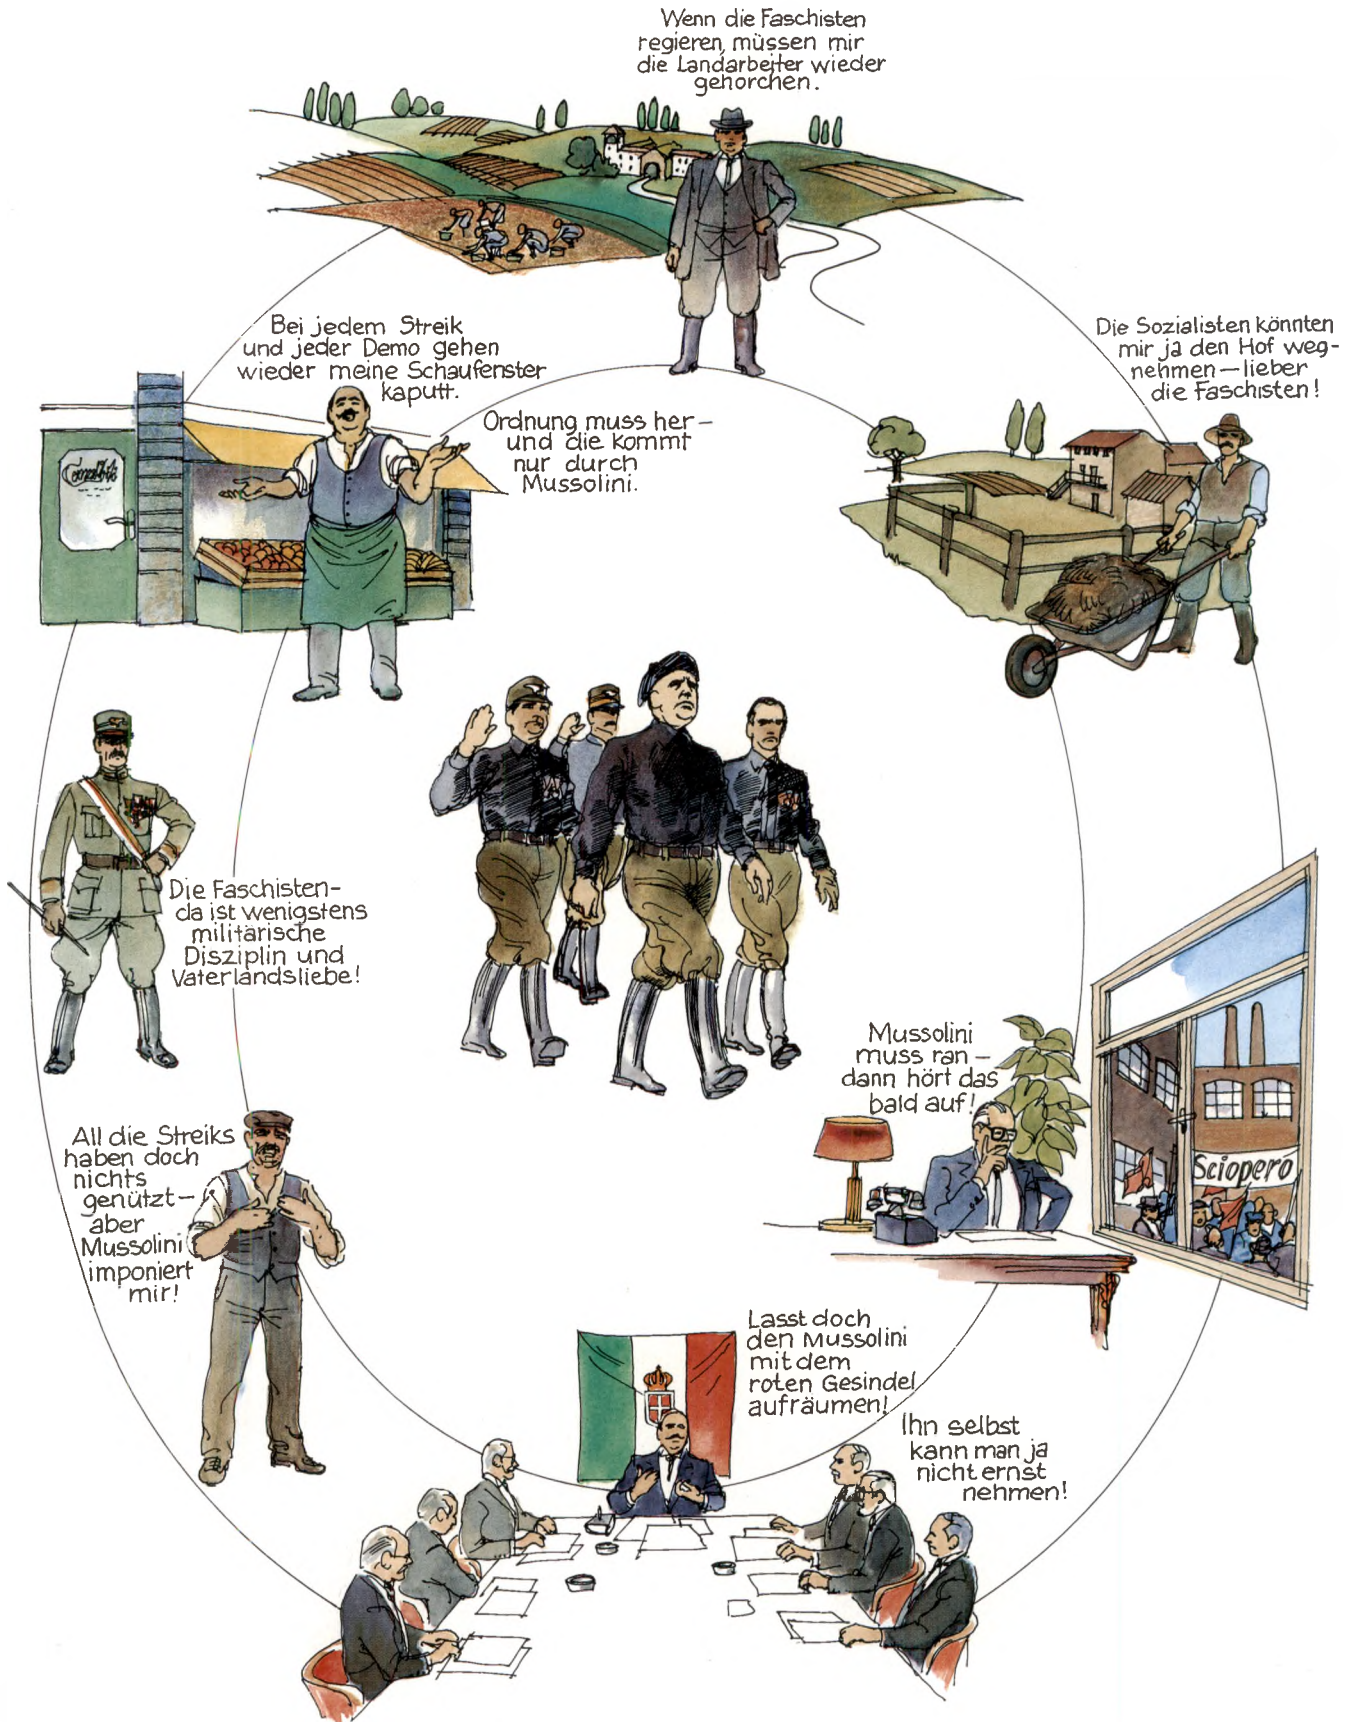 Wenn die Faschisten
regieren, müssen mir
die Landarbeiter wieder
gehorchen.
Bei jedem Streik
und jeder Demo gehen
wieder meine Schaufenster
kaputt.
Ordnung muss her –
und die kommt
nur durch
Mussolini.
Die Sozialisten könnten
mir ja den Hof weg-
nehmen – lieber
die Faschisten!
Die Faschisten-
da ist wenigstens
militärische
Disziplin und
Vaterlandsliebe!
Mussolini
muss ran –
dann hört das
bald auf!
Sciopero
All die Streiks
haben doch
nichts
genützt –
aber
Mussolini
imponiert
mir!
Lasst doch
den Mussolini
mit dem
roten Gesindel
aufräumen!
Ihn selbst
kann man ja
nicht ernst
nehmen!